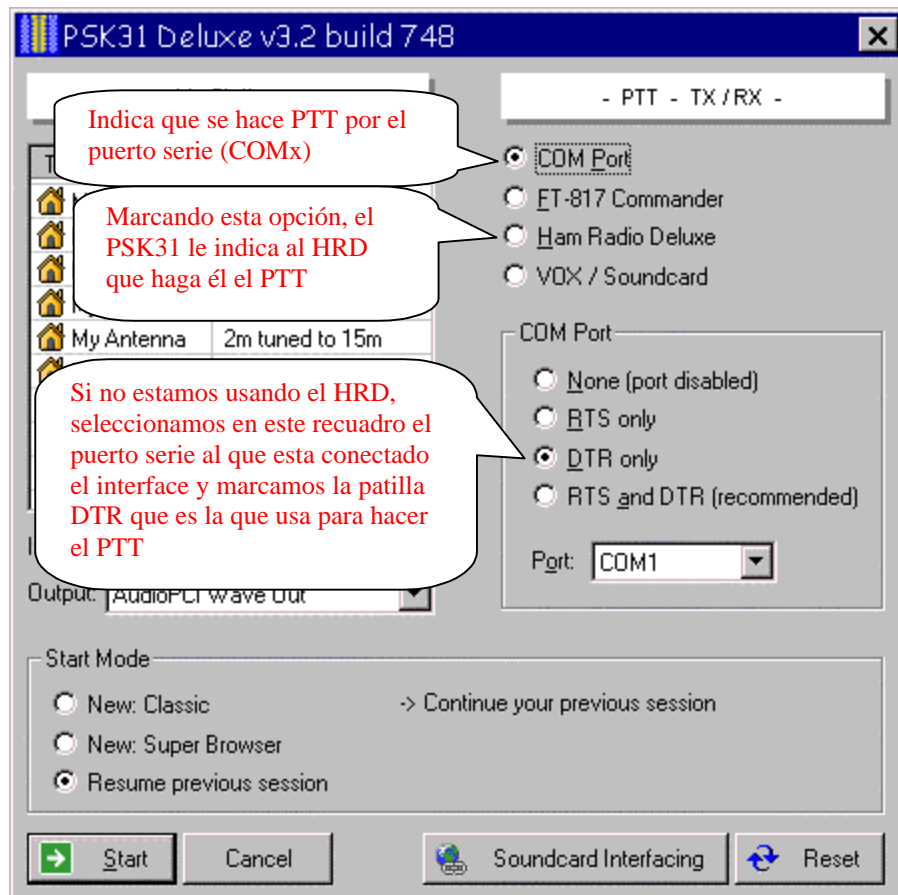 PSK31 Deluxe v3.2 build 748
Indica que se hace PTT por el
puerto serie (COMx)
Marcando esta opción, el
PSK31 le indica al HRD
que haga él el PTT
My Antenna 2m tuned to 15m
Si no estamos usando el HRD,
seleccionamos en este recuadro el
puerto serie al que esta conectado
el interface y marcamos la patilla
DTR que es la que usa para hacer
el PTT
Output: AudioPCI Wave Out
- PTT - TX / RX -
COM Port
FT-817 Commander
Ham Radio Deluxe
VOX / Soundcard
COM Port
None (port disabled)
RTS only
DTR only
RTS and DTR (recommended)
Port: COM1
Start Mode
New: Classic
-> Continue your previous session
New: Super Browser
Resume previous session
Start Cancel Soundcard Interfacing Reset